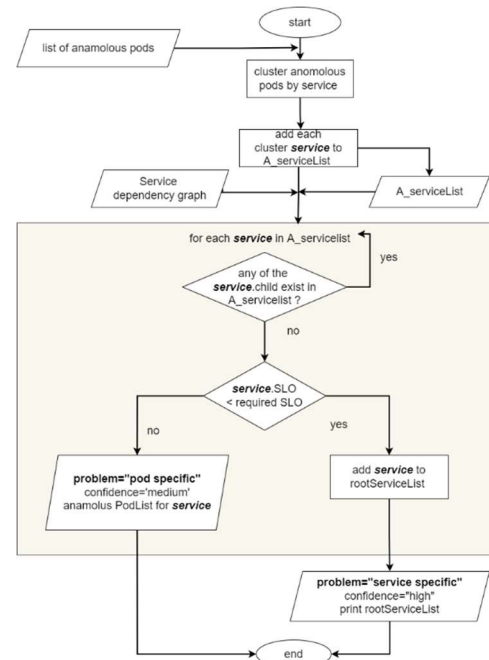 start
list of anamolous pods
cluster anomolous
pods by service
add each
cluster service to
A_serviceList
Service
dependency graph
A_serviceList
for each service in A_servicelist
yes
any of the
service.child exist in
A_servicelist ?
no
service.SLO
< required SLO
no
yes
problem="pod specific"
confidence='medium'
anamolus PodList for service
add service to
rootServiceList
problem="service specific"
confidence="high"
print rootServiceList
end